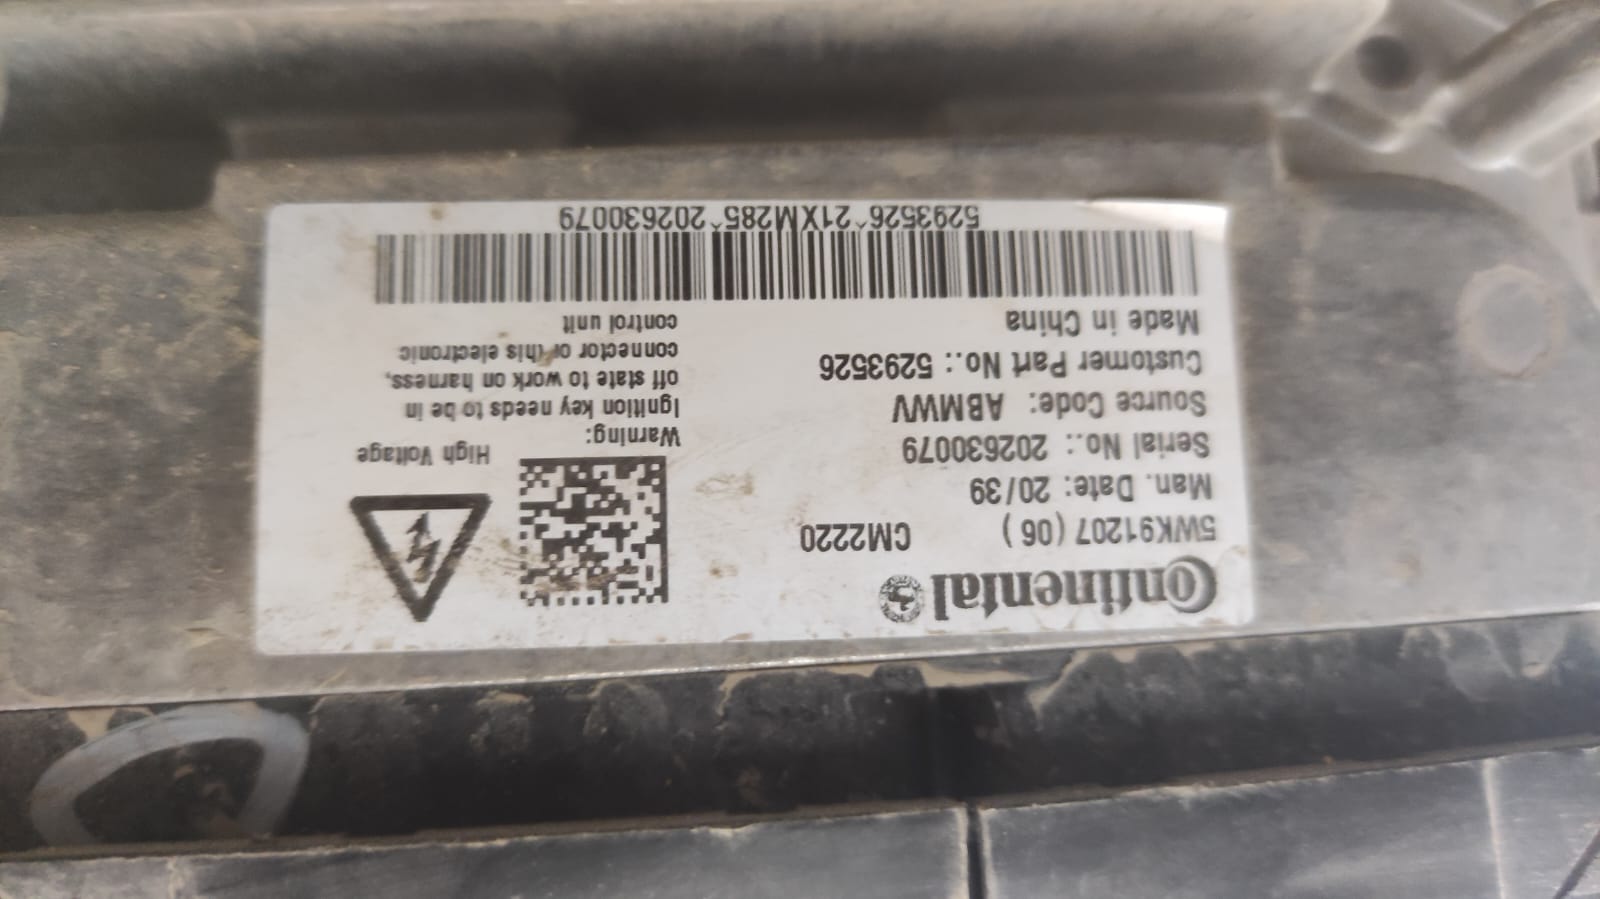 Continental
5WK91207 (06) CM2220
Man. Date: 20/39
Serial No.: 202630079
Source Code: ABMWV
Customer Part No.: 5293526
Made in China
High Voltage
Warning:
Ignition key needs to be in
off state to work on harness,
connector or this electronic
control unit
5293526^21XM285^202630079